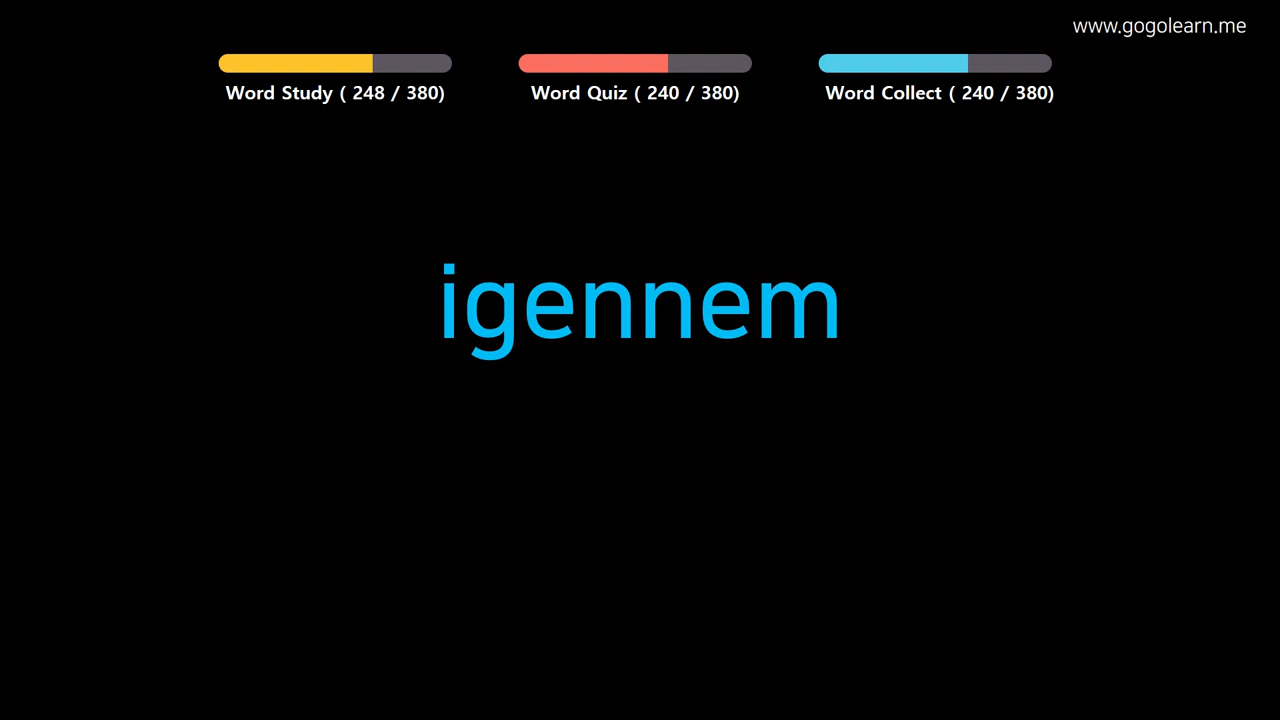 www.gogolearn.me
Word Study ( 248 / 380)
Word Quiz ( 240 / 380)
Word Collect ( 240 / 380)
igennem